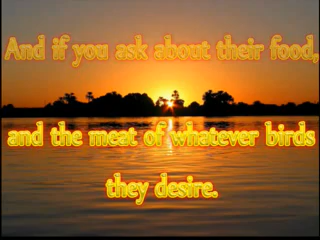 And if you ask about their food,
and the meat of whatever birds
they desire.